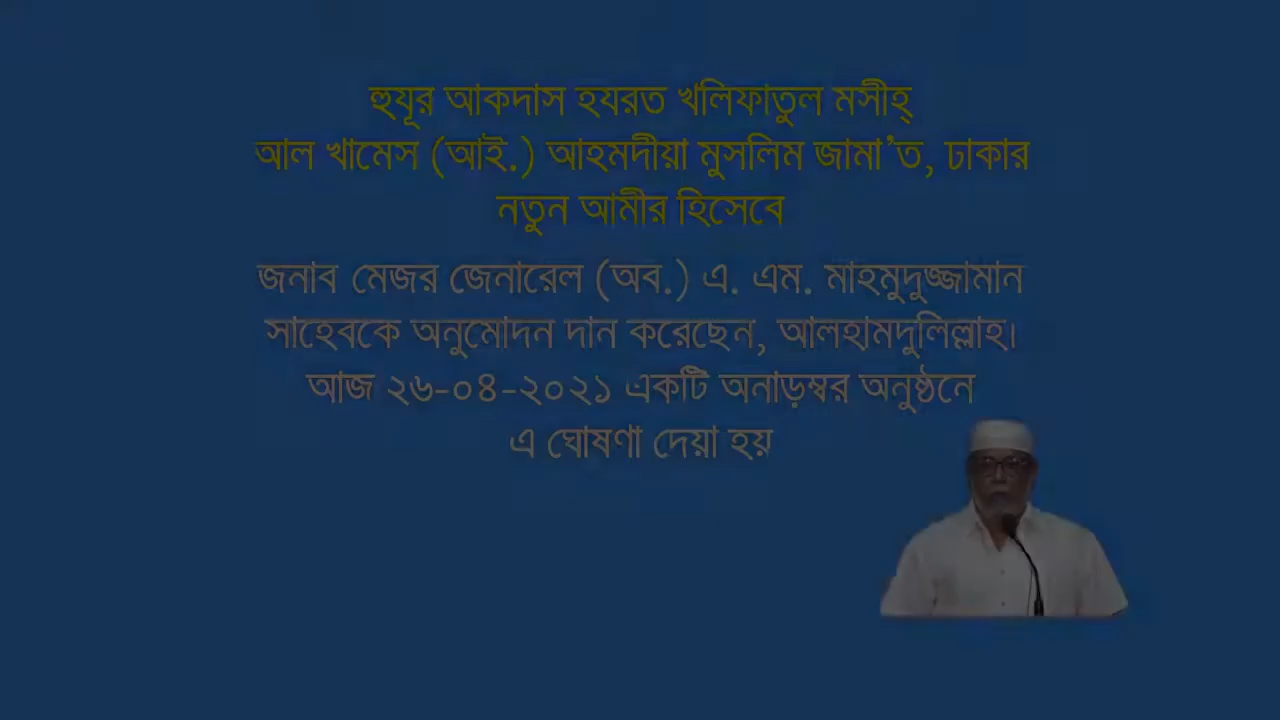 হুযূর আকদাস হযরত খলিফাতুল মসীহ্
আল খামেস (আই.) আহমদীয়া মুসলিম জামা’ত, ঢাকার
নতুন আমীর হিসেবে
জনাব মেজর জেনারেল (অব.) এ. এম. মাহমুদুজ্জামান
সাহেবকে অনুমোদন দান করেছেন, আলহামদুলিল্লাহ।
আজ ২৬-০৪-২০২১ একটি অনাড়ম্বর অনুষ্ঠনে
এ ঘোষণা দেয়া হয়